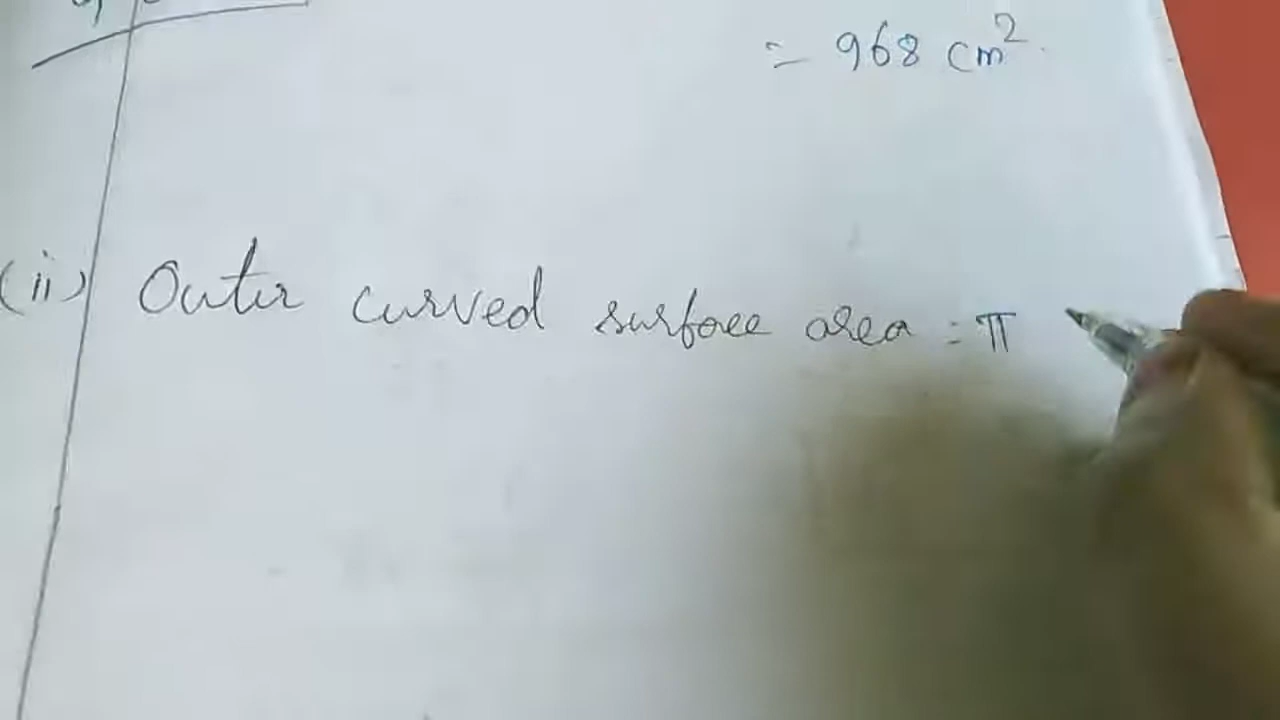 = 968 cm²
(ii) Outer curved surface area = π